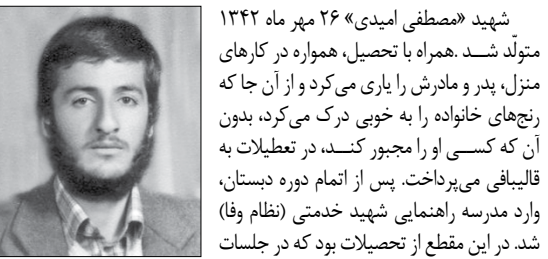 شهید «مصطفی امیدی» ۲۶ مهر ماه ۱۳۴۲
متولّد شد .همراه با تحصیل، همواره در کارهای
منزل، پدر و مادرش را یاری می‌کرد و از آن جا که
رنج‌های خانواده را به خوبی درک می‌کرد، بدون
آن که کسی او را مجبور کند، در تعطیلات به
قالیبافی می‌پرداخت. پس از اتمام دوره دبستان،
وارد مدرسه راهنمایی شهید خدمتی (نظام وفا)
شد. در این مقطع از تحصیلات بود که در جلسات